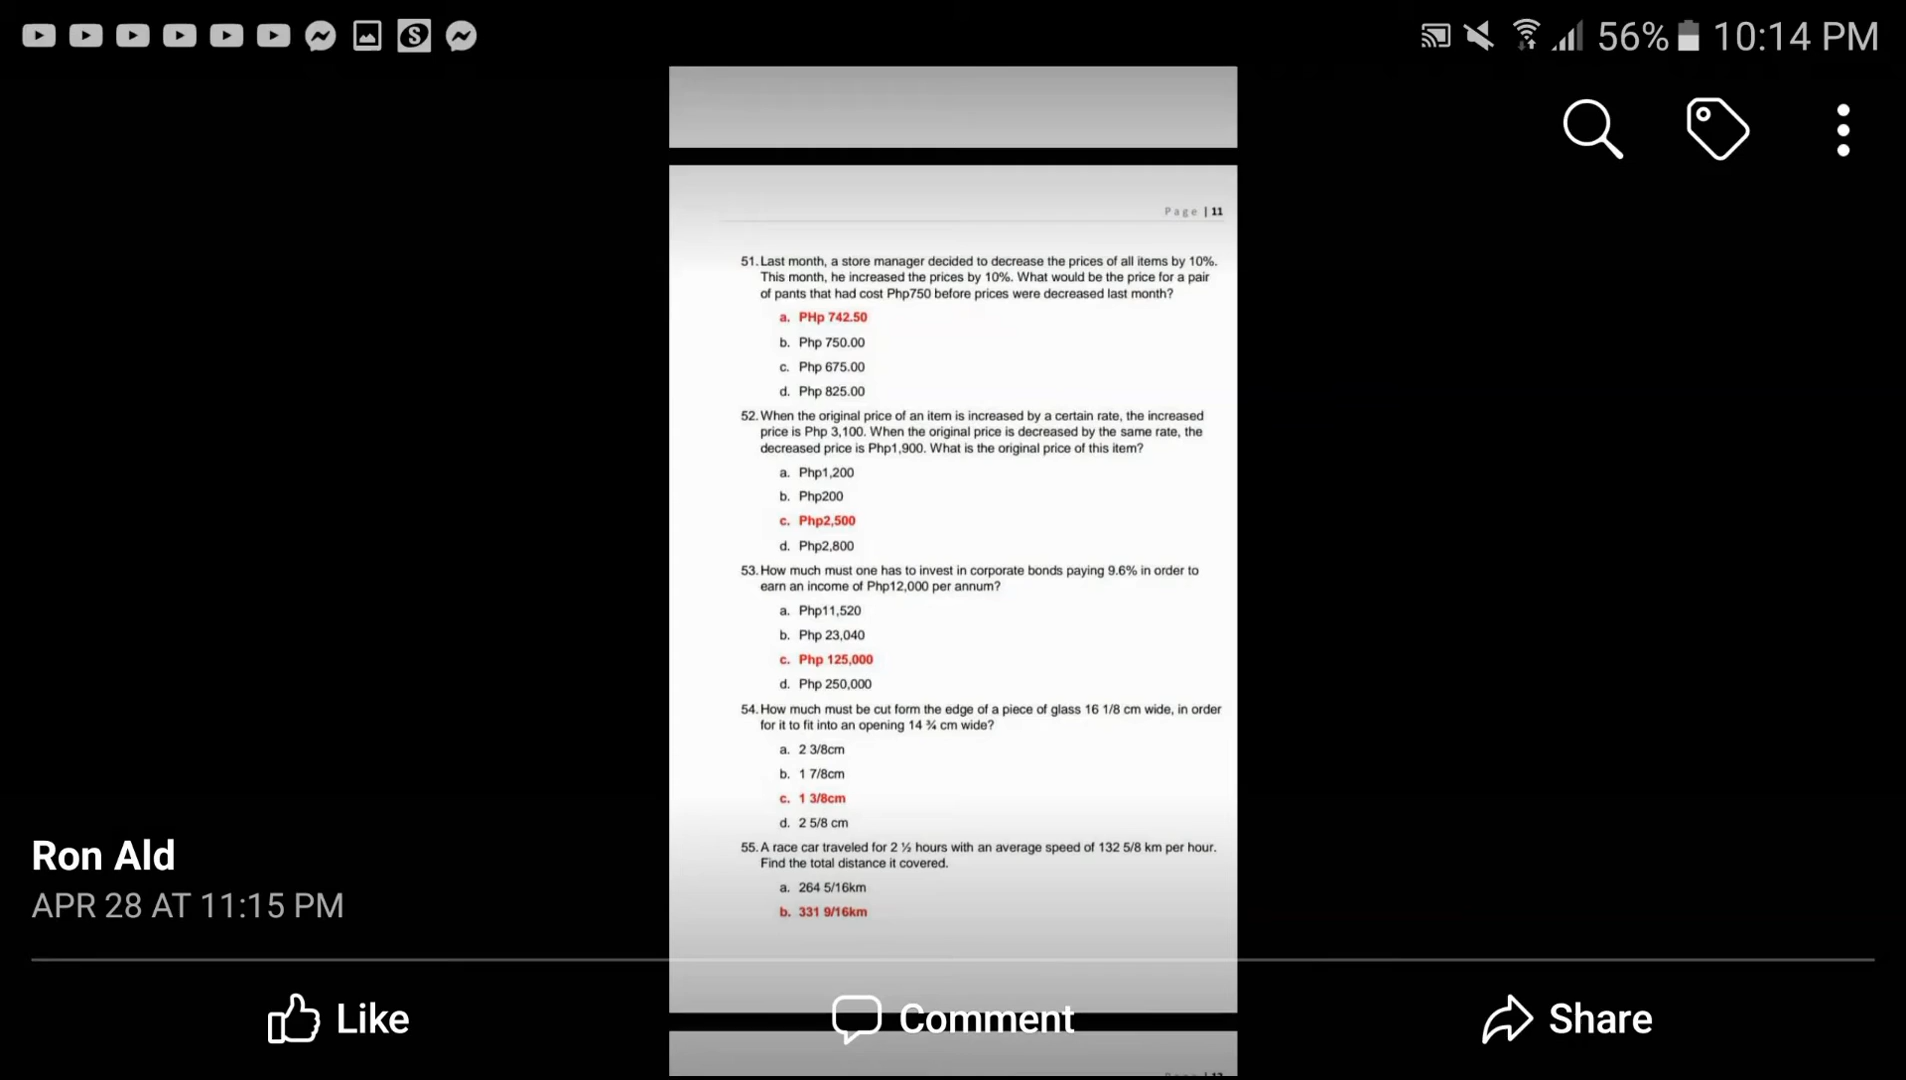 56% 10:14 PM
Page | 11
51. Last month, a store manager decided to decrease the prices of all items by 10%.
This month, he increased the prices by 10%. What would be the price for a pair
of pants that had cost Php750 before prices were decreased last month?
a. PHp 742.50
b. Php 750.00
c. Php 675.00
d. Php 825.00
52. When the original price of an item is increased by a certain rate, the increased
price is Php 3,100. When the original price is decreased by the same rate, the
decreased price is Php1,900. What is the original price of this item?
a. Php1,200
b. Php200
c. Php2,500
d. Php2,800
53. How much must one has to invest in corporate bonds paying 9.6% in order to
earn an income of Php12,000 per annum?
a. Php11,520
b. Php 23,040
c. Php 125,000
d. Php 250,000
54. How much must be cut form the edge of a piece of glass 16 1/8 cm wide, in order
for it to fit into an opening 14 ¾ cm wide?
a. 2 3/8cm
b. 1 7/8cm
c. 1 3/8cm
d. 2 5/8 cm
55. A race car traveled for 2 ½ hours with an average speed of 132 5/8 km per hour.
Find the total distance it covered.
a. 264 5/16km
b. 331 9/16km
Ron Ald
APR 28 AT 11:15 PM
Like
Comment
Share